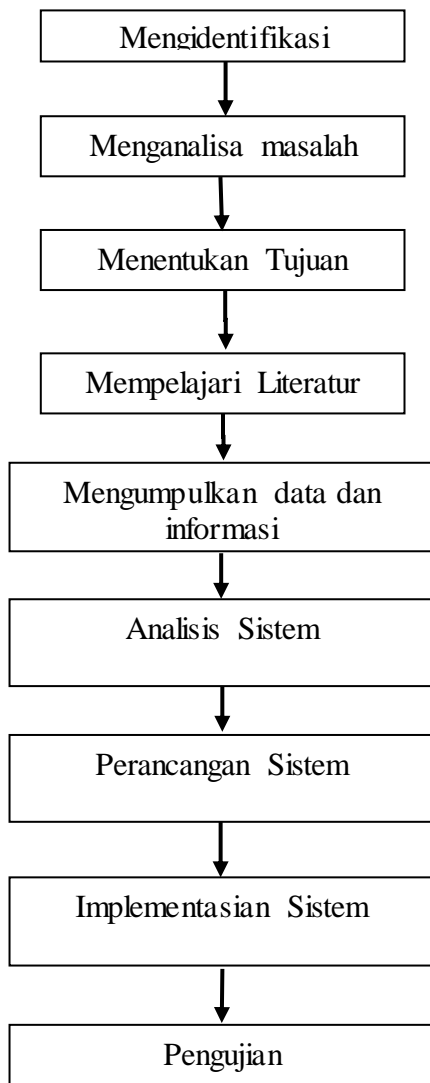 Mengidentifikasi
Menganalisa masalah
Menentukan Tujuan
Mempelajari Literatur
Mengumpulkan data dan
informasi
Analisis Sistem
Perancangan Sistem
Implementasian Sistem
Pengujian